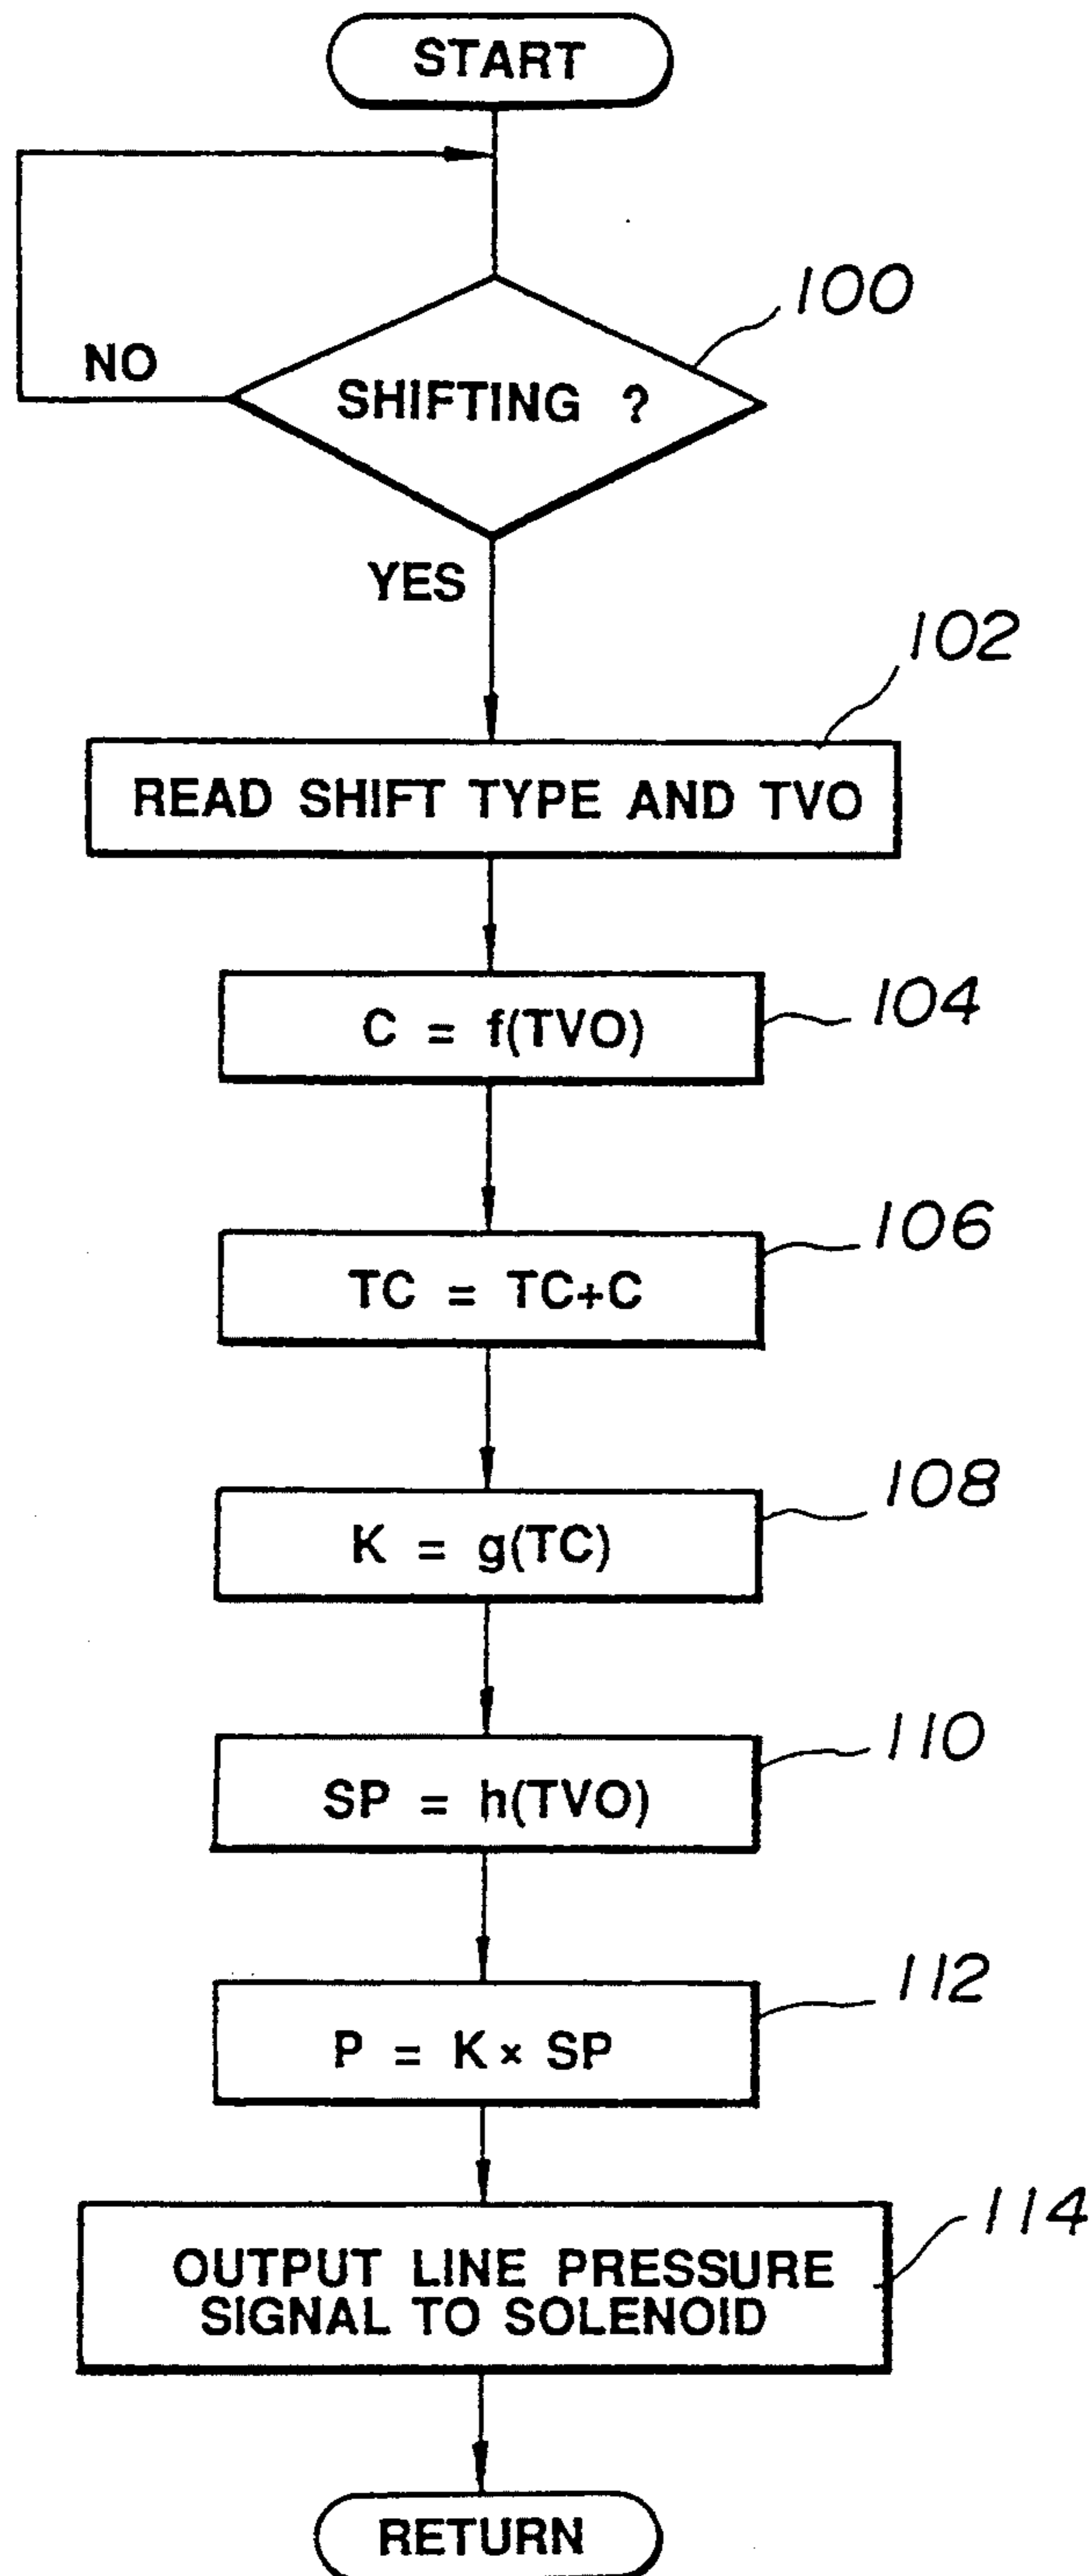 START
100
NO
SHIFTING ?
YES
102
READ SHIFT TYPE AND TVO
104
C = f(TVO)
106
TC = TC+C
108
K = g(TC)
110
SP = h(TVO)
112
P = K × SP
114
OUTPUT LINE PRESSURE
SIGNAL TO SOLENOID
RETURN